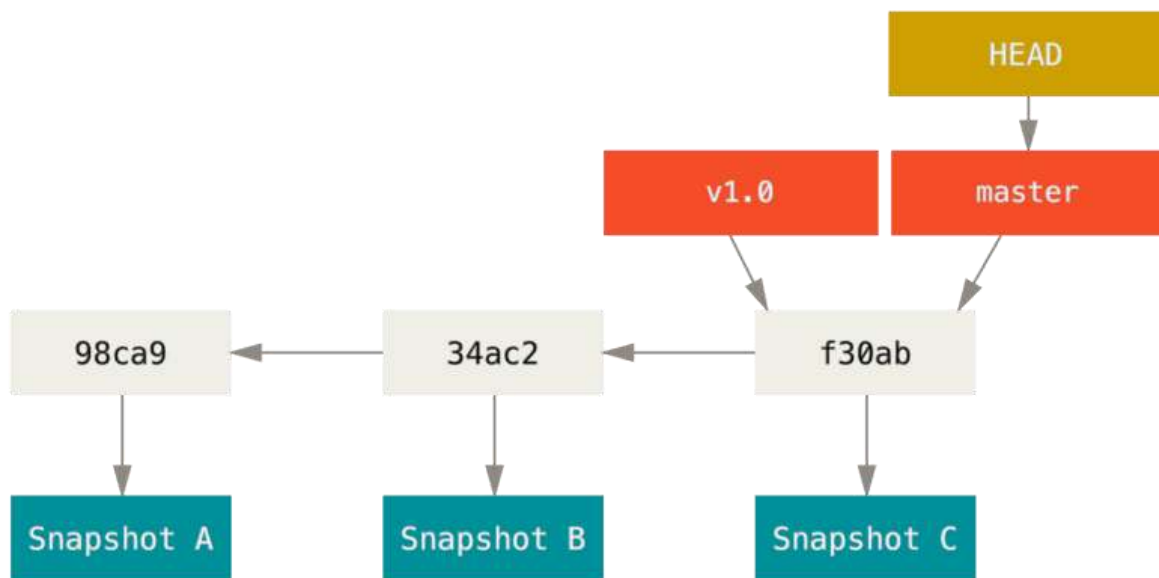 HEAD
v1.0
master
98ca9
34ac2
f30ab
Snapshot A
Snapshot B
Snapshot C